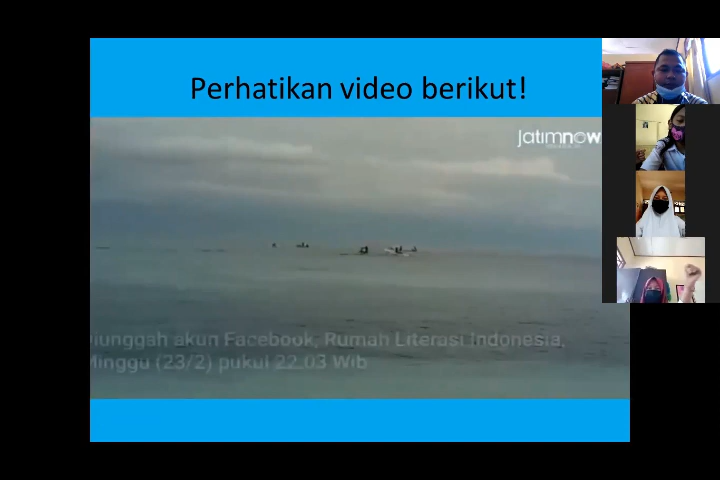 Perhatikan video berikut!
jatimnow
diunggah akun Facebook, Rumah Literasi Indonesia,
Minggu (23/2) pukul 22.03 Wib